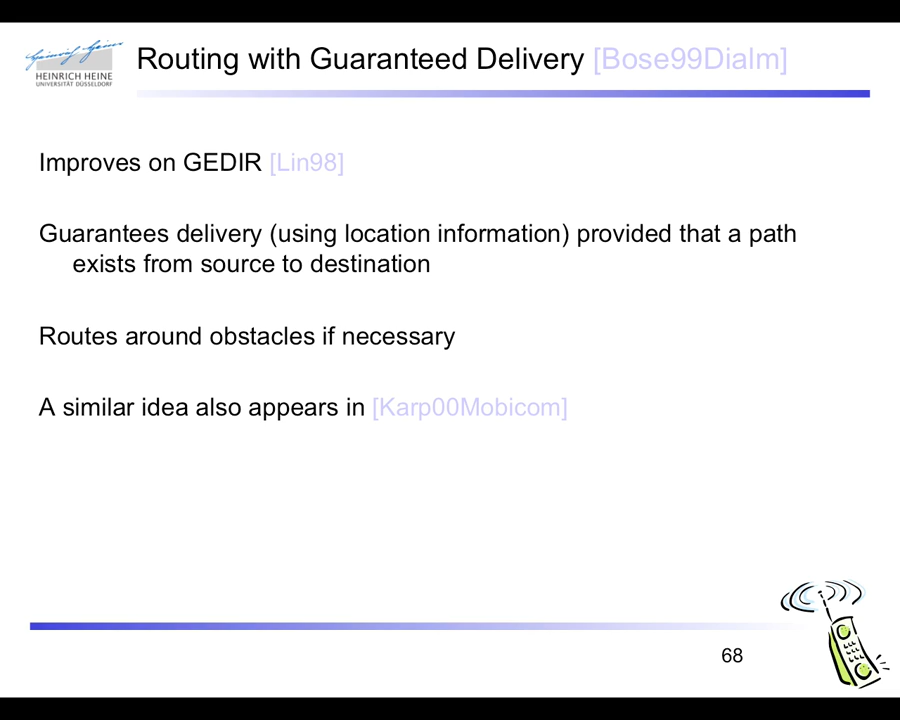 Heinrich Heine
HEINRICH HEINE
UNIVERSITÄT DÜSSELDORF
Routing with Guaranteed Delivery [Bose99Dialm]
Improves on GEDIR [Lin98]
Guarantees delivery (using location information) provided that a path
exists from source to destination
Routes around obstacles if necessary
A similar idea also appears in [Karp00Mobicom]
68